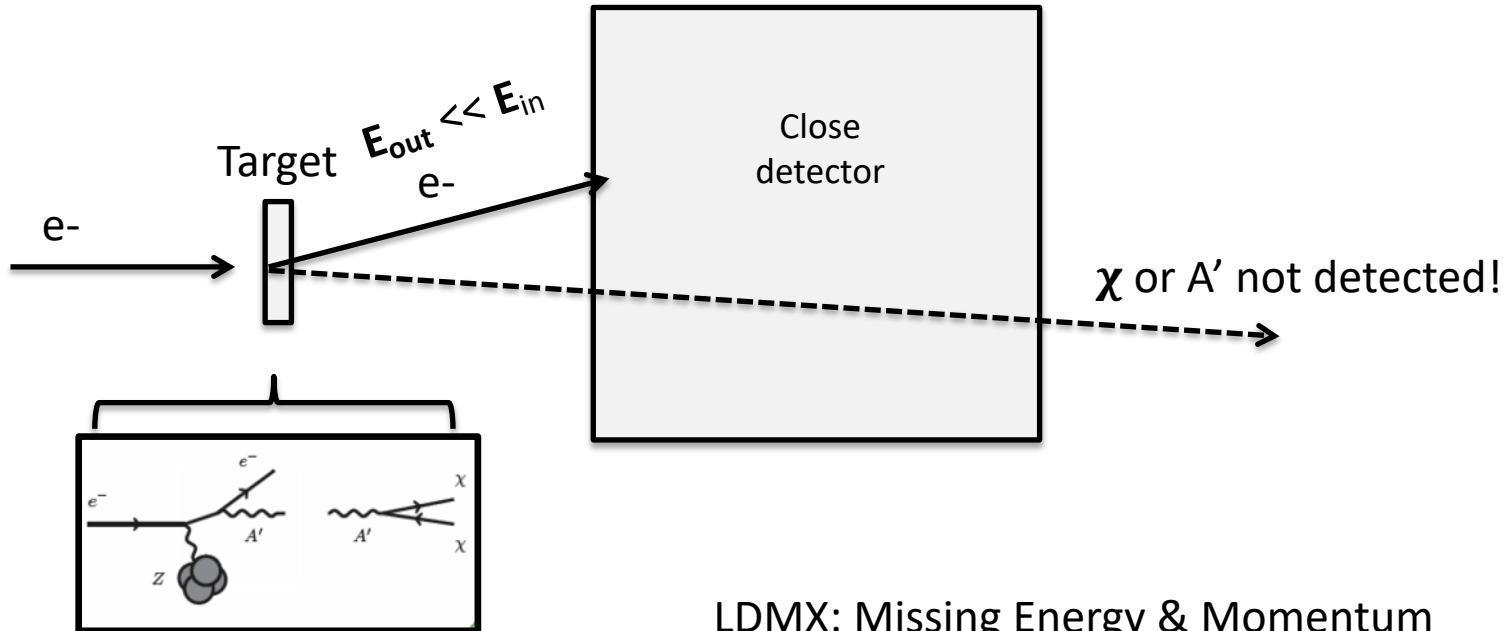 E_out << E_in
Target
e-
e-
Close
detector
𝝌 or A’ not detected!
e⁻
e⁻
A′
Z
A′
χ
χ
LDMX: Missing Energy & Momentum